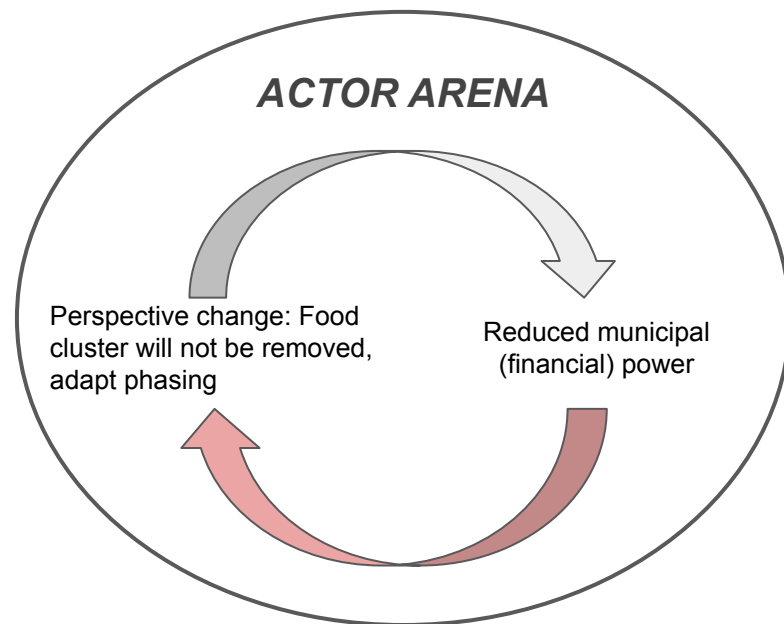 ACTOR ARENA
Perspective change: Food
cluster will not be removed,
adapt phasing
Reduced municipal
(financial) power